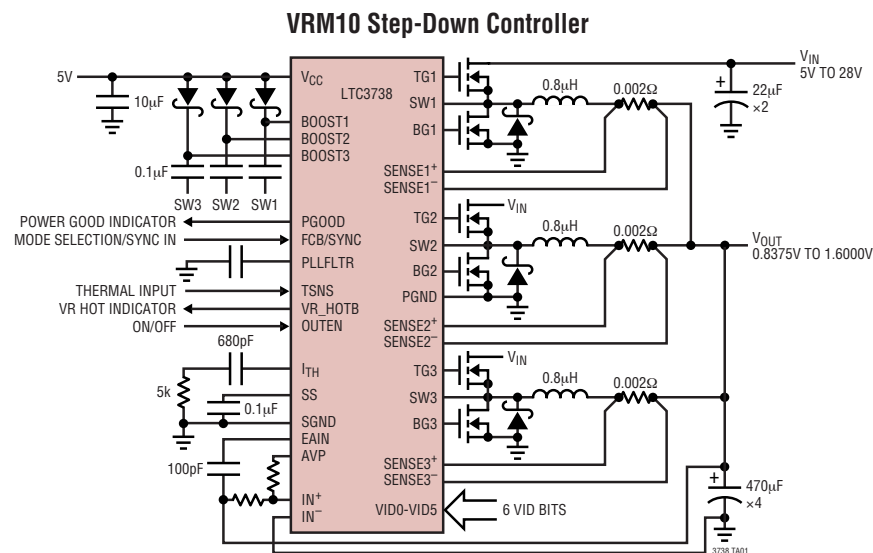 VRM10 Step-Down Controller
5V
10μF
0.1μF
SW3 SW2 SW1
POWER GOOD INDICATOR
MODE SELECTION/SYNC IN
THERMAL INPUT
VR HOT INDICATOR
ON/OFF
680pF
5k
0.1μF
100pF
VCC
LTC3738
BOOST1
BOOST2
BOOST3
PGOOD
FCB/SYNC
PLLFLTR
TSNS
VR_HOTB
OUTEN
ITH
SS
SGND
EAIN
AVP
IN+
IN−
TG1
SW1
BG1
SENSE1+
SENSE1−
TG2
SW2
BG2
PGND
SENSE2+
SENSE2−
TG3
SW3
BG3
SENSE3+
SENSE3−
VID0-VID5
6 VID BITS
0.8μH
0.002Ω
VIN
5V TO 28V
22μF
×2
+
VIN
0.8μH
0.002Ω
VOUT
0.8375V TO 1.6000V
VIN
0.8μH
0.002Ω
+
470μF
×4
3738 TA01